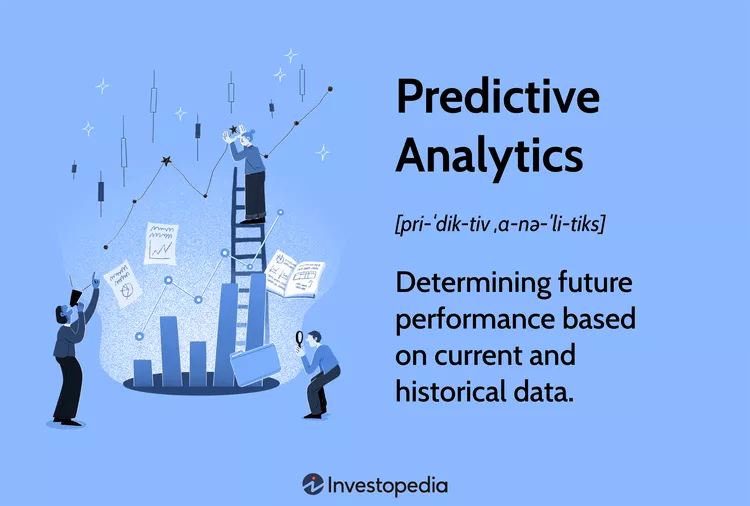 Predictive
Analytics
[pri-ˈdik-tiv ˌa-nə-ˈli-tiks]
Determining future
performance based
on current and
historical data.
Investopedia